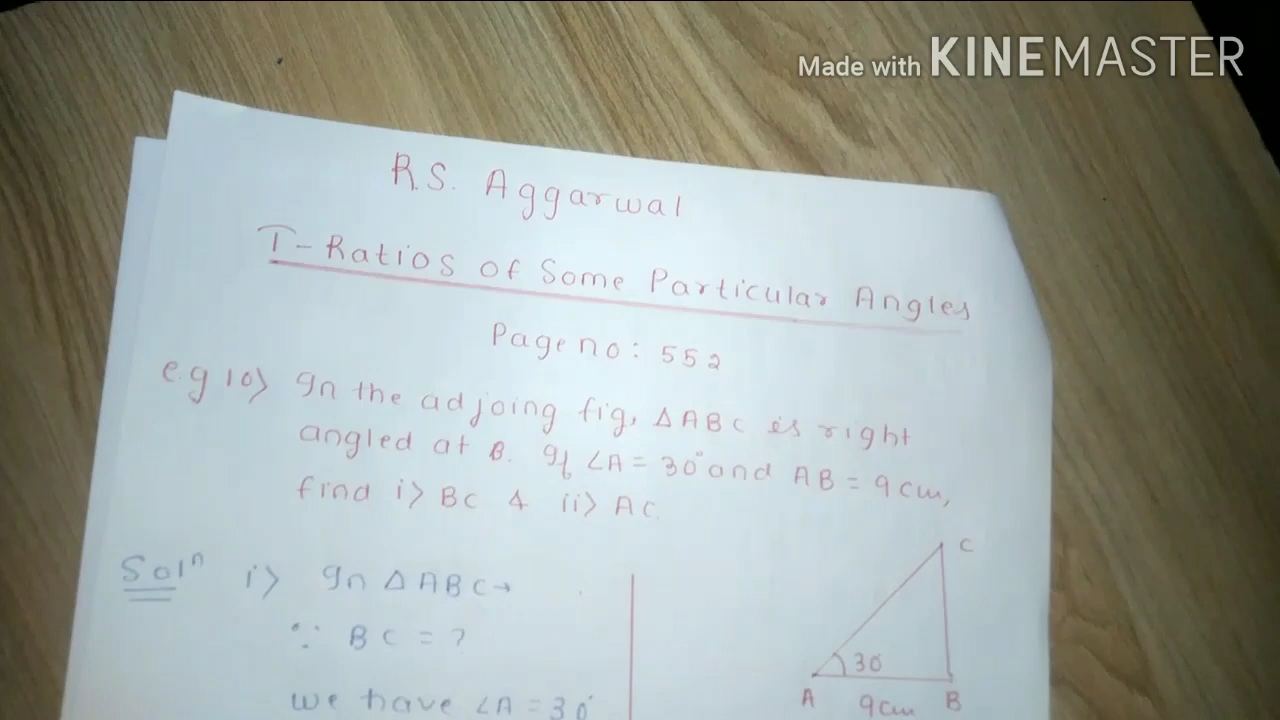 Made with KINEMASTER
R.S. Aggarwal
T-Ratios of Some Particular Angles
Page no: 552
e.g 10) In the adjoing fig, ΔABC is right
angled at B. If ∠A = 30° and AB = 9cm,
find i) BC & ii) AC.
Solⁿ i) In ΔABC→
∵ BC = ?
we have ∠A = 30°
C
30°
A 9cm B